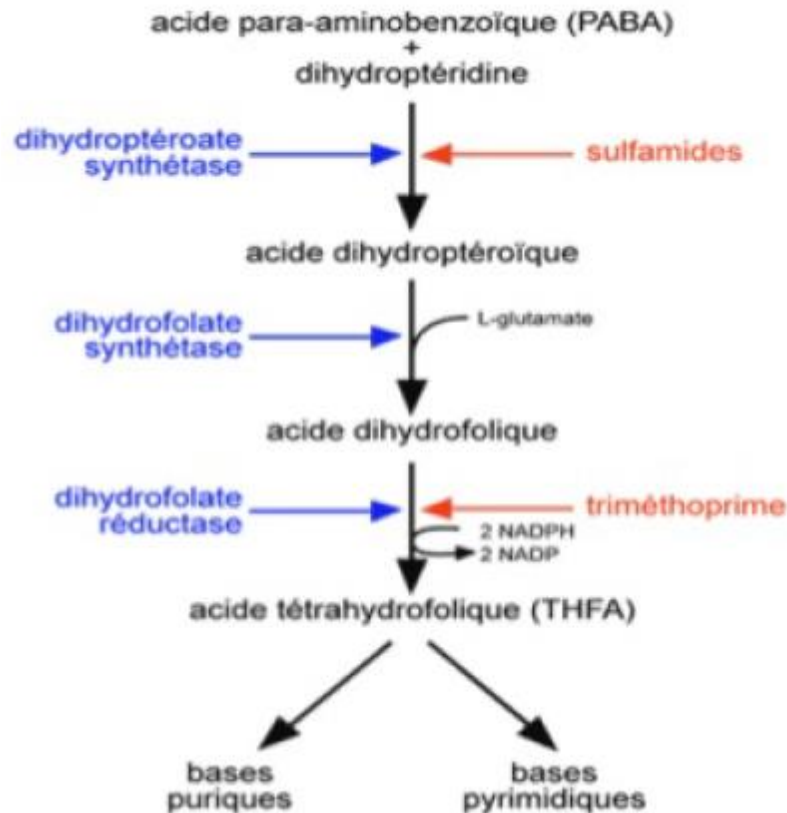 acide para-aminobenzoïque (PABA)
+
dihydroptéridine
dihydroptéroate
synthétase
sulfamides
acide dihydroptéroïque
dihydrofolate
synthétase
L-glutamate
acide dihydrofolique
dihydrofolate
réductase
triméthoprime
2 NADPH
2 NADP
acide tétrahydrofolique (THFA)
bases
puriques
bases
pyrimidiques